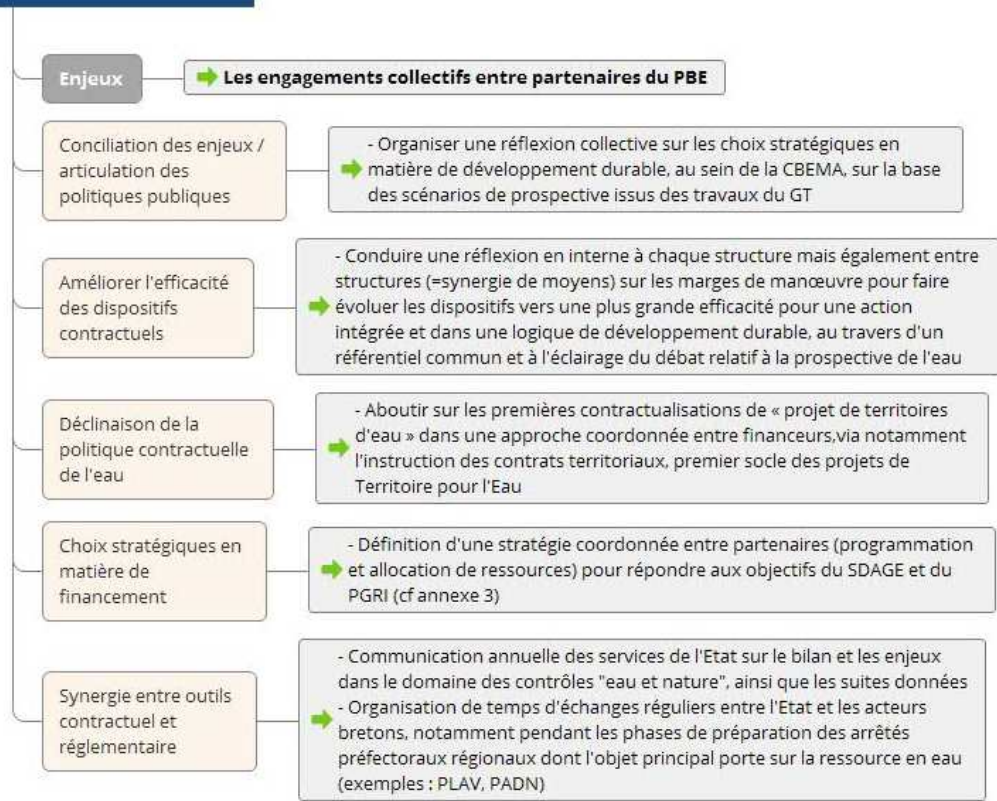 Enjeux
Les engagements collectifs entre partenaires du PBE
Conciliation des enjeux /
articulation des
politiques publiques
- Organiser une réflexion collective sur les choix stratégiques en
matière de développement durable, au sein de la CBEMA, sur la base
des scénarios de prospective issus des travaux du GT
Améliorer l'efficacité
des dispositifs
contractuels
- Conduire une réflexion en interne à chaque structure mais également entre
structures (=synergie de moyens) sur les marges de manœuvre pour faire
évoluer les dispositifs vers une plus grande efficacité pour une action
intégrée et dans une logique de développement durable, au travers d'un
référentiel commun et à l'éclairage du débat relatif à la prospective de l'eau
Déclinaison de la
politique contractuelle
de l'eau
- Aboutir sur les premières contractualisations de « projet de territoires
d'eau » dans une approche coordonnée entre financeurs,via notamment
l'instruction des contrats territoriaux, premier socle des projets de
Territoire pour l'Eau
Choix stratégiques en
matière de
financement
- Définition d'une stratégie coordonnée entre partenaires (programmation
et allocation de ressources) pour répondre aux objectifs du SDAGE et du
PGRI (cf annexe 3)
Synergie entre outils
contractuel et
réglementaire
- Communication annuelle des services de l'Etat sur le bilan et les enjeux
dans le domaine des contrôles "eau et nature", ainsi que les suites données
- Organisation de temps d'échanges réguliers entre l'Etat et les acteurs
bretons, notamment pendant les phases de préparation des arrêtés
préfectoraux régionaux dont l'objet principal porte sur la ressource en eau
(exemples : PLAV, PADN)